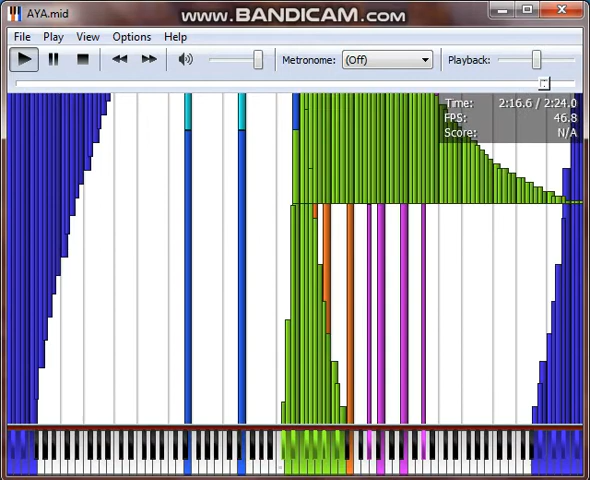 AYA.mid
www.BANDICAM.com
File Play View Options Help
Metronome: (Off) Playback:
Time: 2:16.6 / 2:24.0
FPS: 46.8
Score: N/A